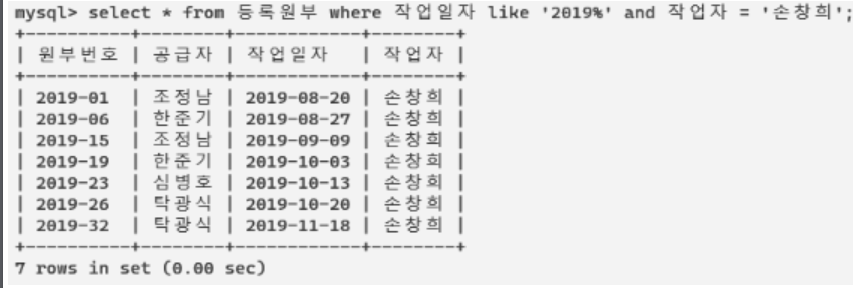 mysql> select * from 등록원부 where 작업일자 like '2019%' and 작업자 = '손창희';
+----------+--------+------------+--------+
| 원부번호 | 공급자 | 작업일자 | 작업자 |
+----------+--------+------------+--------+
| 2019-01 | 조정남 | 2019-08-20 | 손창희 |
| 2019-06 | 한준기 | 2019-08-27 | 손창희 |
| 2019-15 | 조정남 | 2019-09-09 | 손창희 |
| 2019-19 | 한준기 | 2019-10-03 | 손창희 |
| 2019-23 | 심병호 | 2019-10-13 | 손창희 |
| 2019-26 | 탁광식 | 2019-10-20 | 손창희 |
| 2019-32 | 탁광식 | 2019-11-18 | 손창희 |
+----------+--------+------------+--------+
7 rows in set (0.00 sec)